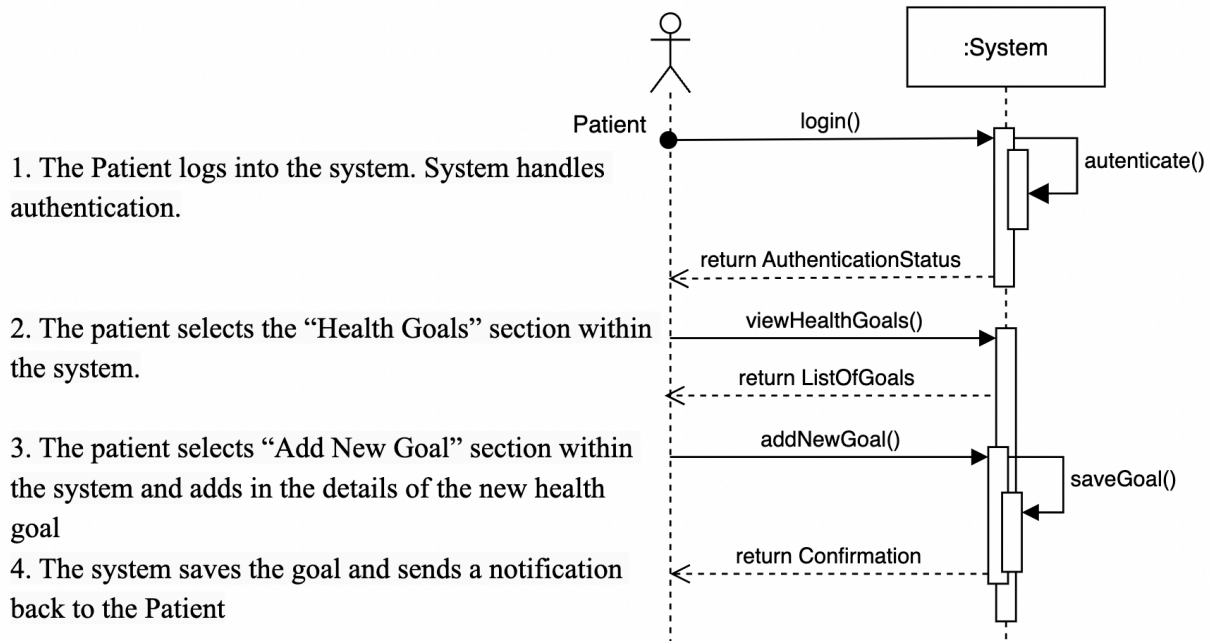 :System
Patient
login()
autenticate()
1. The Patient logs into the system. System handles
authentication.
return AuthenticationStatus
2. The patient selects the “Health Goals” section within
the system.
viewHealthGoals()
return ListOfGoals
3. The patient selects “Add New Goal” section within
the system and adds in the details of the new health
goal
addNewGoal()
saveGoal()
4. The system saves the goal and sends a notification
back to the Patient
return Confirmation